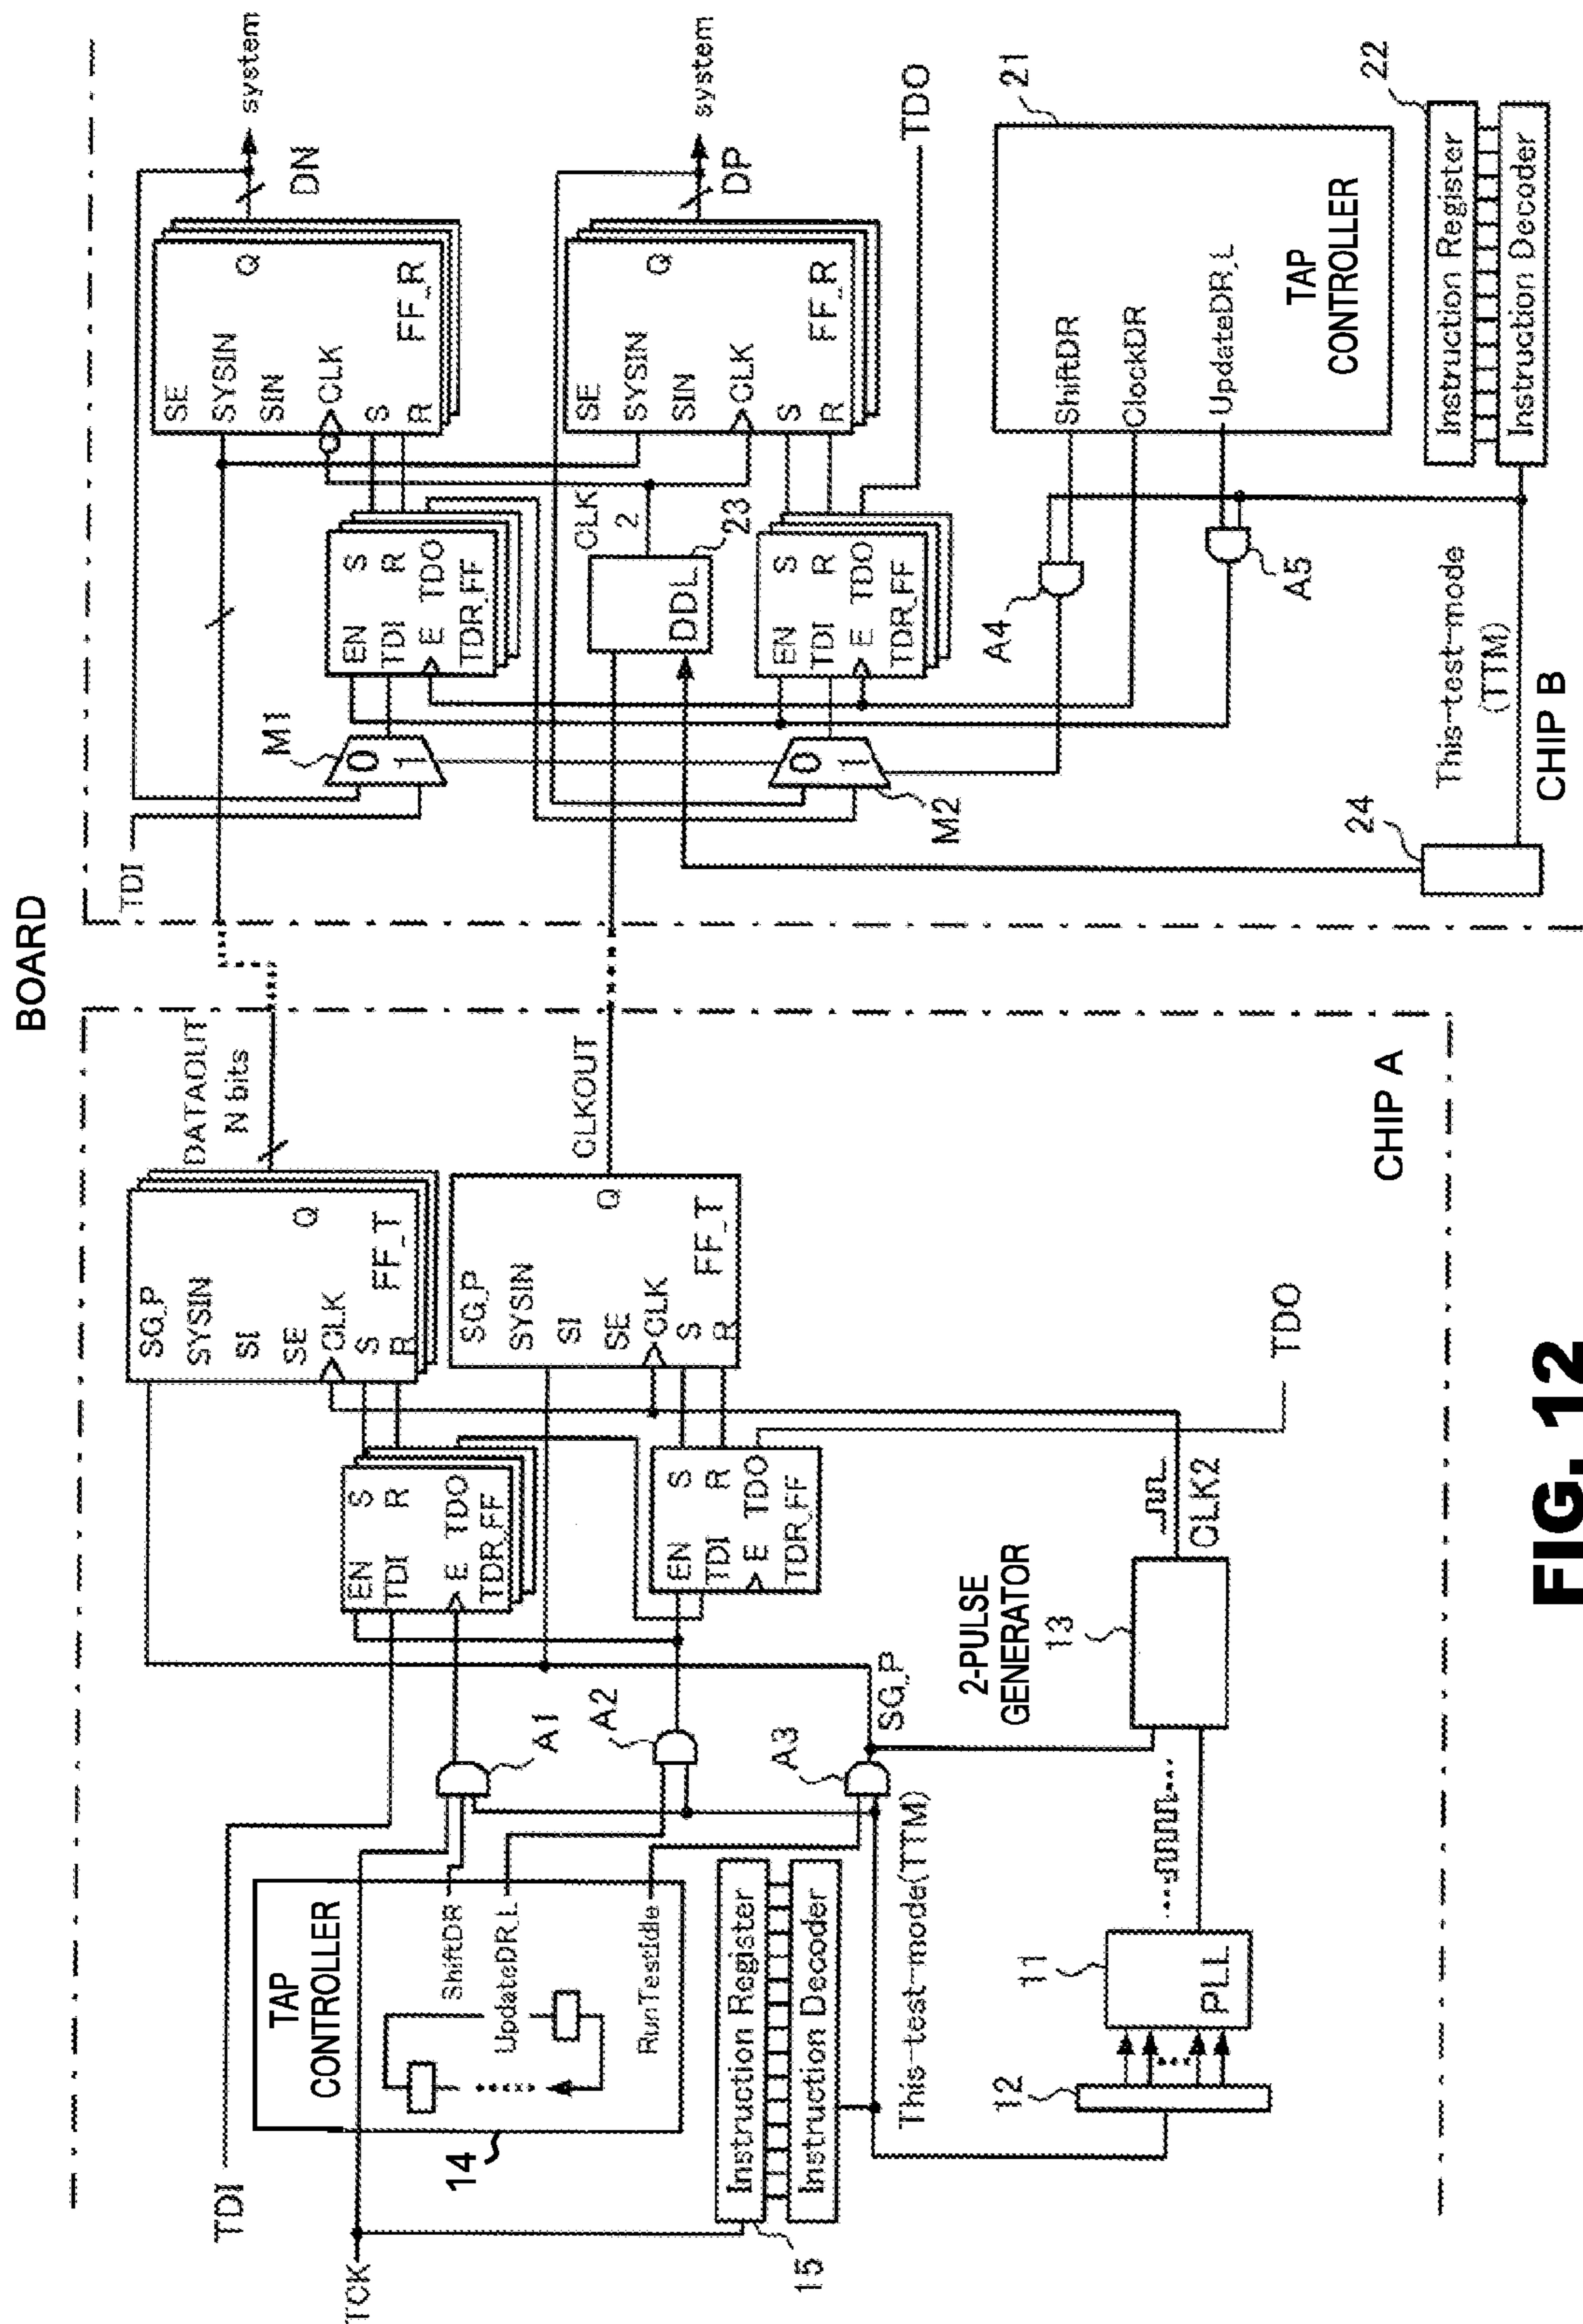 BOARD
TDI
TCK
TAP
CONTROLLER
14
ShiftDR
UpdateDR_L
RunTestIdle
Instruction Register
Instruction Decoder
15
This-test-mode(TTM)
12
11
PLL
A1
A2
A3
SG_P
2-PULSE
GENERATOR
13
CLK2
EN S
TDI R
E TDO
TDR_FF
EN S
TDI R
E TDO
TDR_FF
TDO
SG_P
SYSIN
SI
SE
Q
CLK
S
R
FF_T
SG_P
SYSIN
SI
SE
Q
CLK
S
R
FF_T
DATAOUT
N bits
CLKOUT
CHIP A
TDI
M1
0
1
EN S
TDI R
E TDO
TDR_FF
SE
SYSIN
Q
SIN
CLK
S
R
FF_R
DN
system
CLK
2
DDL
23
M2
0
1
EN S
TDI R
E TDO
TDR_FF
SE
SYSIN
Q
SIN
CLK
S
R
FF_R
DP
system
TDO
A4
A5
ShiftDR
ClockDR
UpdateDR_L
TAP
CONTROLLER
21
Instruction Register
Instruction Decoder
22
This-test-mode
(TTM)
24
CHIP B
FIG. 12